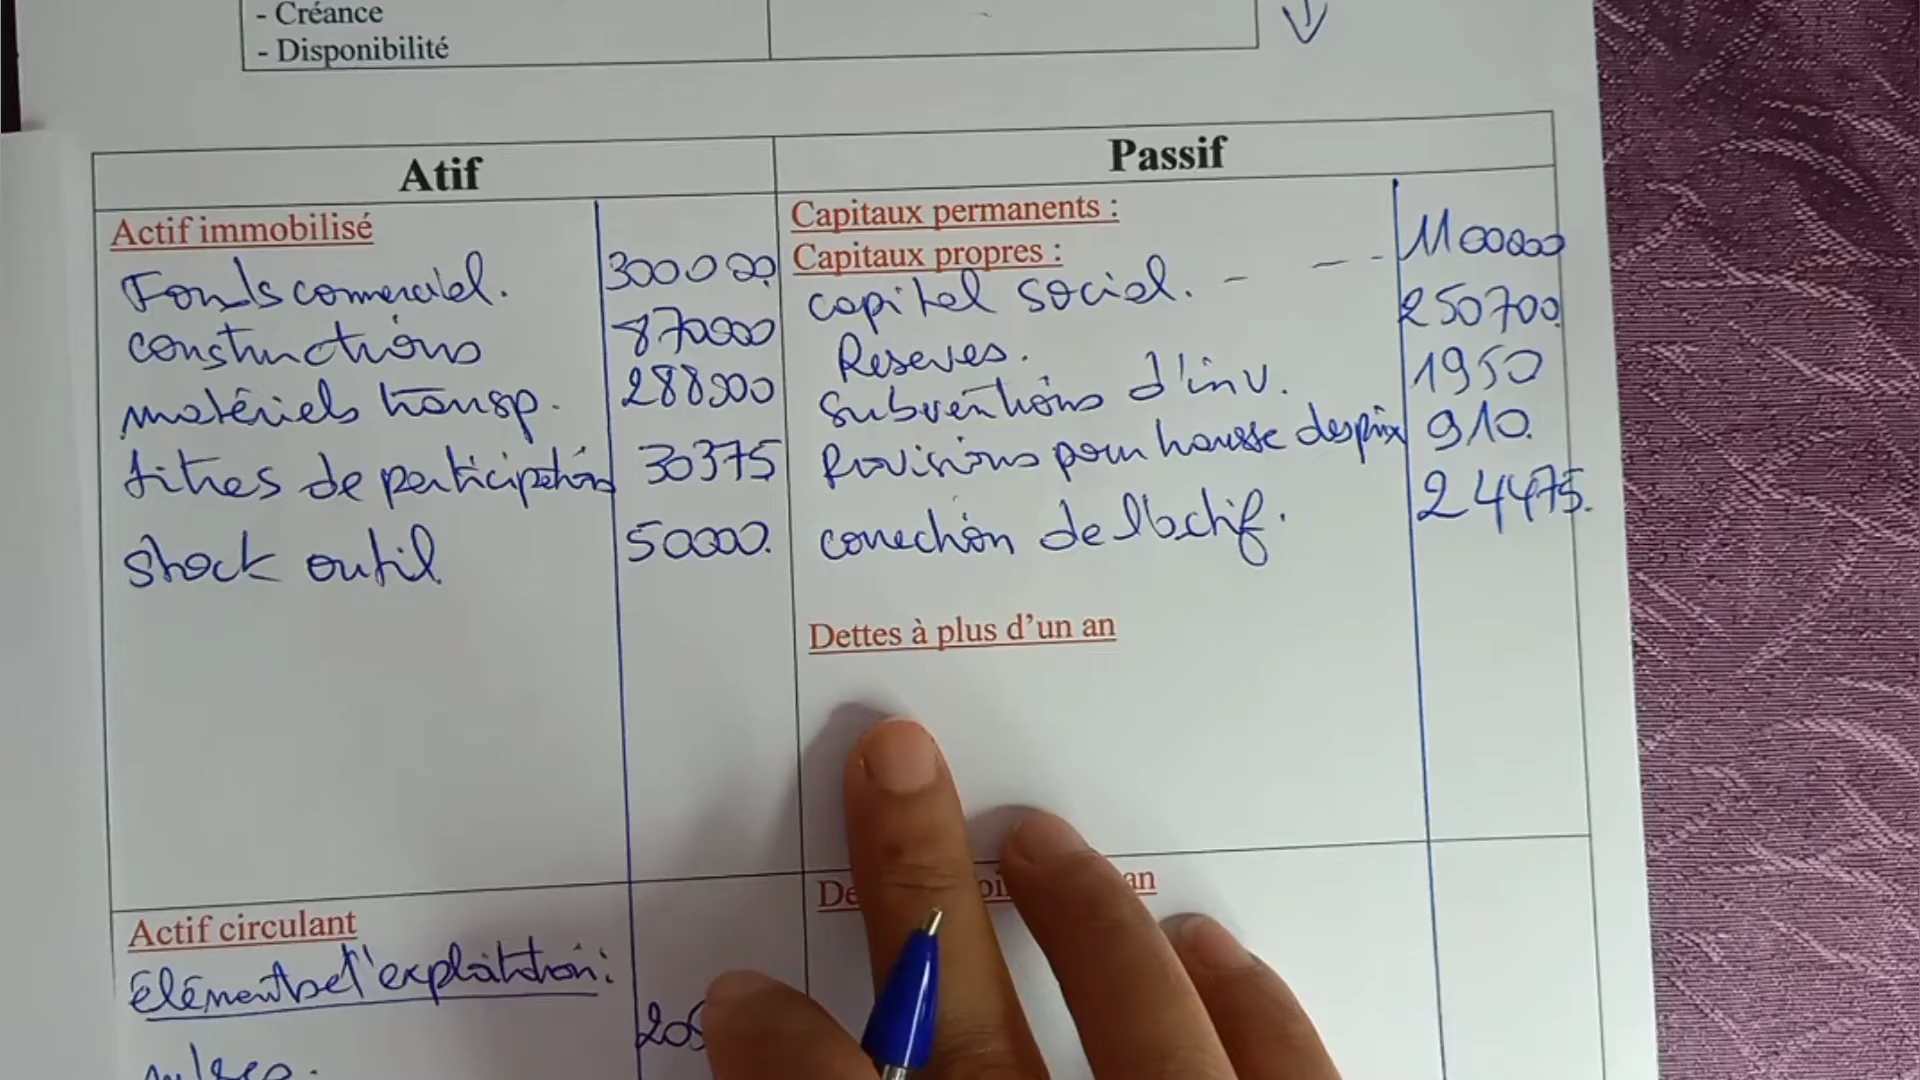 - Créance
- Disponibilité
Atif
Passif
Actif immobilisé
Fonds commercial. 300000
constructions 870000
matériels transp. 288000
titres de participation 30375
stock outil 50000.
Capitaux permanents :
Capitaux propres :
capital social. - - - 1100000
Reserves. 250700
Subventions d'inv. 1950
Provisions pour hausse des prix 910.
correction de l'actif. 24475.
Dettes à plus d'un an
an
Actif circulant
éléments d'exploitation: